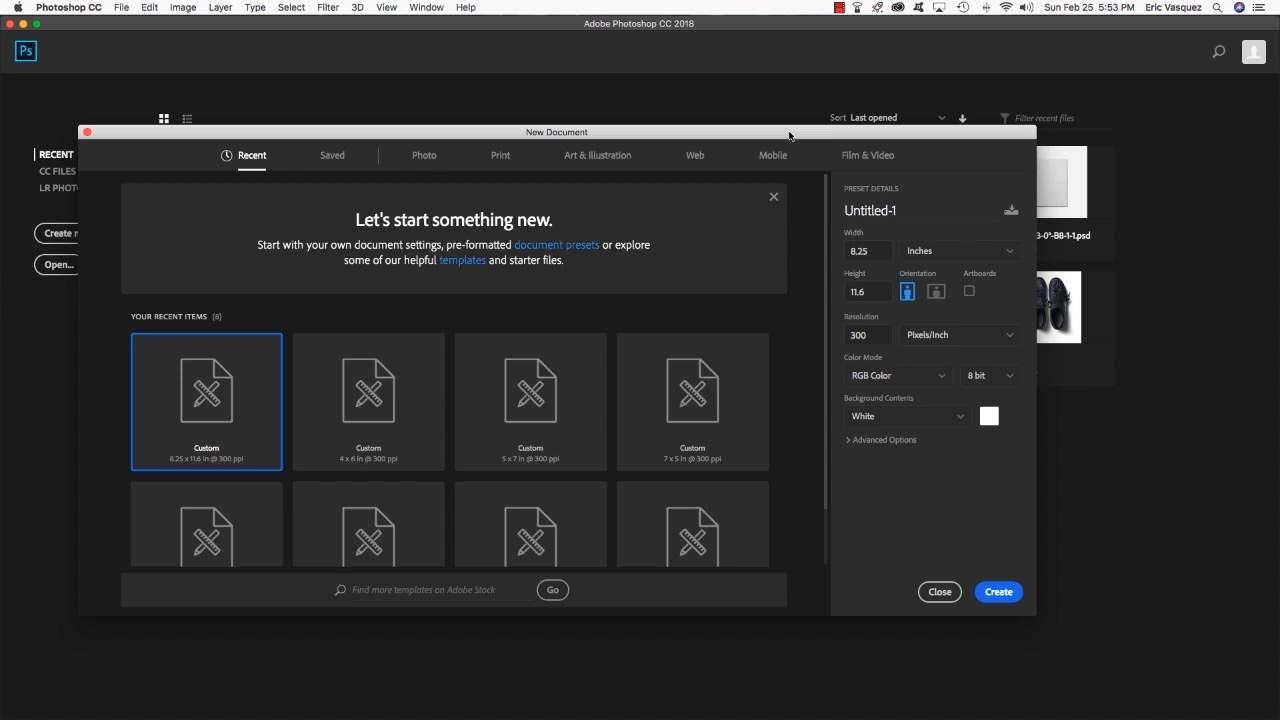 Photoshop CC File Edit Image Layer Type Select Filter 3D View Window Help Sun Feb 25 5:53 PM Eric Vasquez
Adobe Photoshop CC 2018
Ps
Sort Last opened Filter recent files
New Document
RECENT
CC FILES
LR PHOT
Create n
Open...
Recent Saved Photo Print Art & Illustration Web Mobile Film & Video
Let's start something new.
Start with your own document settings, pre-formatted document presets or explore
some of our helpful templates and starter files.
YOUR RECENT ITEMS (8)
Custom
8.25 x 11.6 in @ 300 ppi
Custom
4 x 6 in @ 300 ppi
Custom
5 x 7 in @ 300 ppi
Custom
7 x 5 in @ 300 ppi
Find more templates on Adobe Stock Go
PRESET DETAILS
Untitled-1
Width
8.25 Inches
Height Orientation Artboards
11.6
Resolution
300 Pixels/Inch
Color Mode
RGB Color 8 bit
Background Contents
White
Advanced Options
Close Create
3-0°-B8-1-1.psd